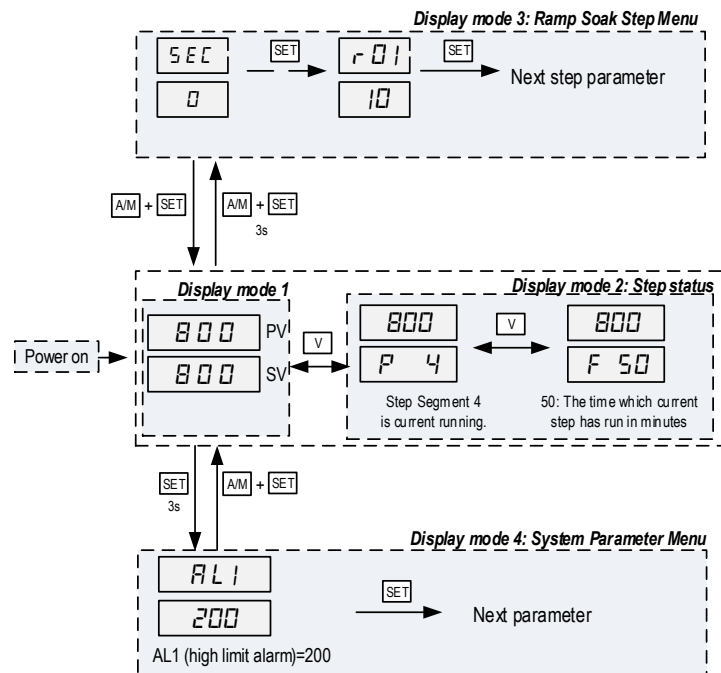 Display mode 3: Ramp Soak Step Menu
SEC
SET
r01
SET
0
10
Next step parameter
A/M + SET
A/M + SET
3s
Display mode 1
Display mode 2: Step status
Power on
800 PV
800 SV
V
800
P 4
V
800
F 50
Step Segment 4
is current running.
50: The time which current
step has run in minutes
SET
3s
A/M + SET
Display mode 4: System Parameter Menu
AL1
200
SET
Next parameter
AL1 (high limit alarm)=200